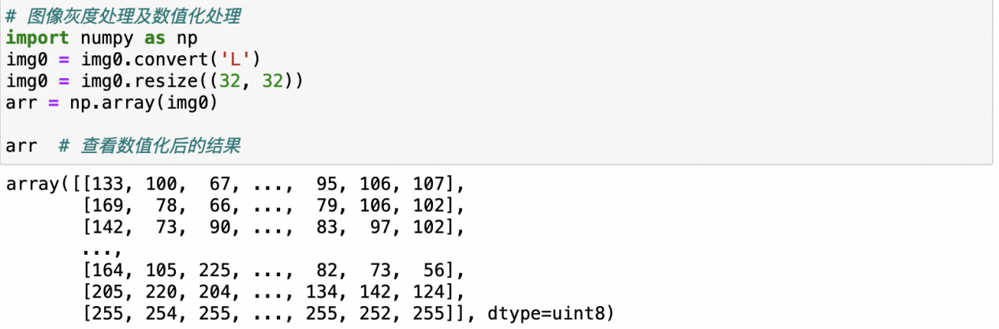 # 图像灰度处理及数值化处理
import numpy as np
img0 = img0.convert('L')
img0 = img0.resize((32, 32))
arr = np.array(img0)
arr  # 查看数值化后的结果
array([[133, 100,  67, ...,  95, 106, 107],
       [169,  78,  66, ...,  79, 106, 102],
       [142,  73,  90, ...,  83,  97, 102],
       ...,
       [164, 105, 225, ...,  82,  73,  56],
       [205, 220, 204, ..., 134, 142, 124],
       [255, 254, 255, ..., 255, 252, 255]], dtype=uint8)